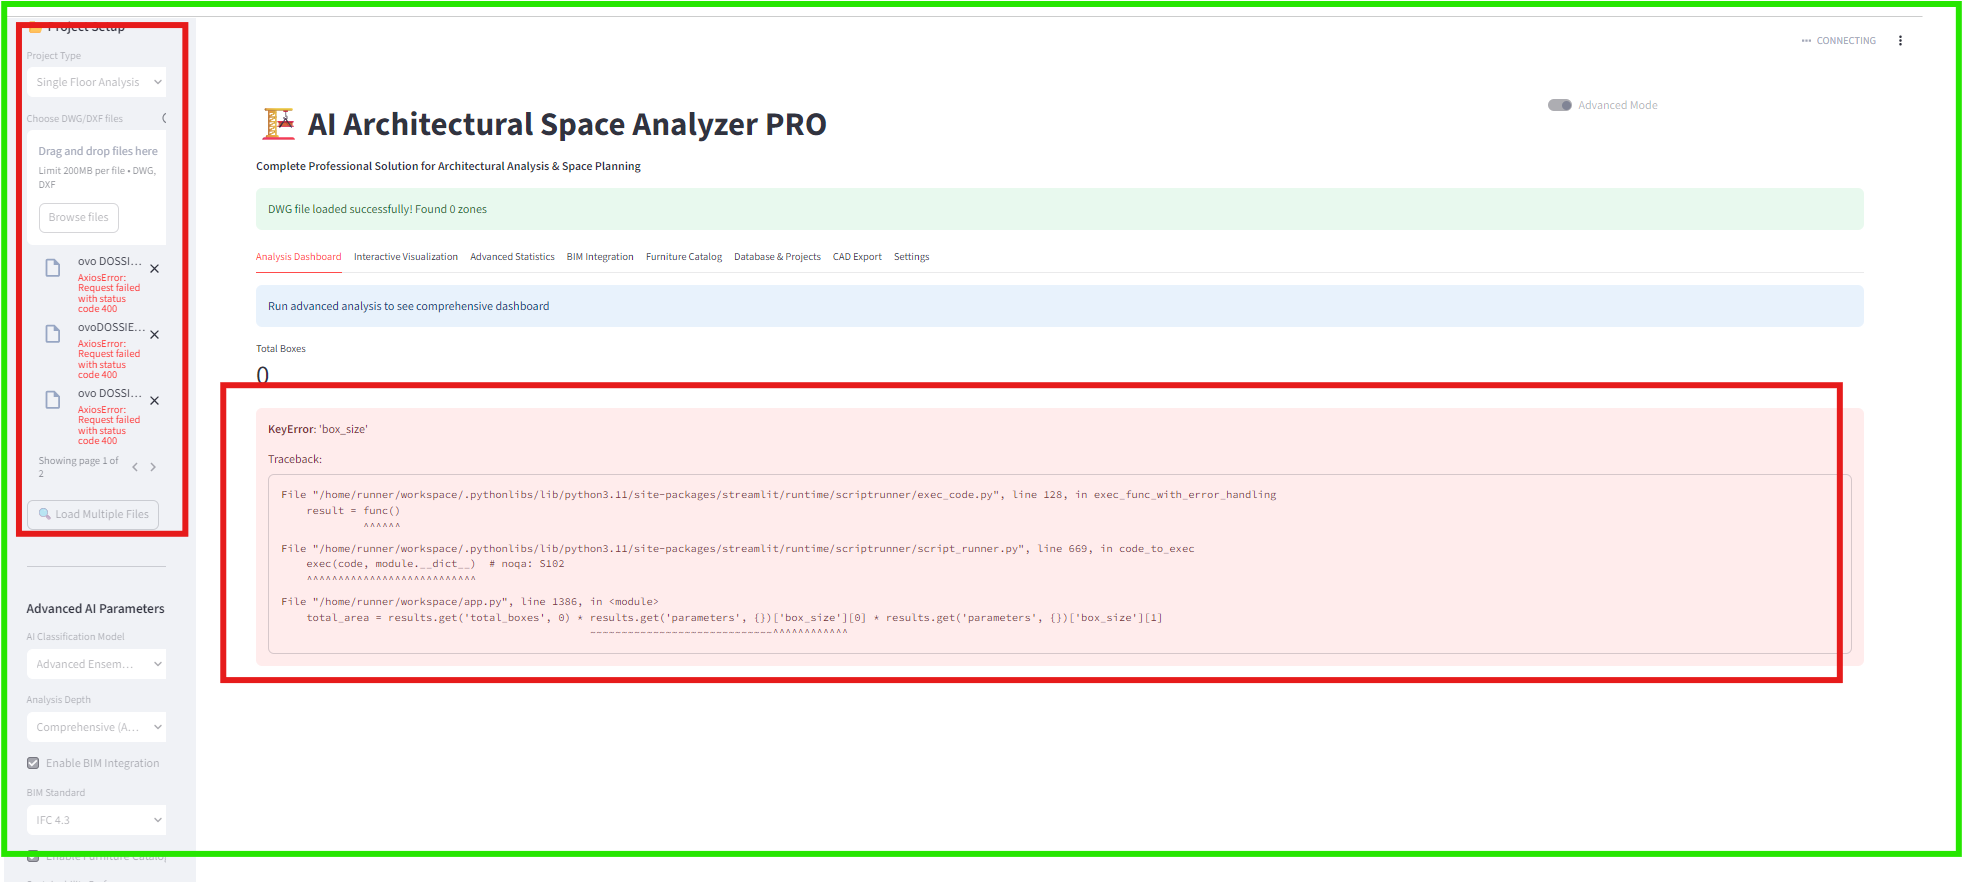 Project Setup
Project Type
Single Floor Analysis
Choose DWG/DXF files
Drag and drop files here
Limit 200MB per file • DWG,
DXF
Browse files
ovo DOSSI...
AxiosError:
Request failed
with status
code 400
ovoDOSSIE...
AxiosError:
Request failed
with status
code 400
ovo DOSSI...
AxiosError:
Request failed
with status
code 400
Showing page 1 of
2
Load Multiple Files
Advanced AI Parameters
AI Classification Model
Advanced Ensem...
Analysis Depth
Comprehensive (A...
Enable BIM Integration
BIM Standard
IFC 4.3
Enable Furniture Catalog
CONNECTING
Advanced Mode
AI Architectural Space Analyzer PRO
Complete Professional Solution for Architectural Analysis & Space Planning
DWG file loaded successfully! Found 0 zones
Analysis Dashboard Interactive Visualization Advanced Statistics BIM Integration Furniture Catalog Database & Projects CAD Export Settings
Run advanced analysis to see comprehensive dashboard
Total Boxes
0
KeyError: 'box_size'
Traceback:
File "/home/runner/workspace/.pythonlibs/lib/python3.11/site-packages/streamlit/runtime/scriptrunner/exec_code.py", line 128, in exec_func_with_error_handling
result = func()
^^^^^^
File "/home/runner/workspace/.pythonlibs/lib/python3.11/site-packages/streamlit/runtime/scriptrunner/script_runner.py", line 669, in code_to_exec
exec(code, module.__dict__)  # noqa: S102
^^^^^^^^^^^^^^^^^^^^^^^^^^^
File "/home/runner/workspace/app.py", line 1386, in <module>
total_area = results.get('total_boxes', 0) * results.get('parameters', {})['box_size'][0] * results.get('parameters', {})['box_size'][1]
~~~~~~~~~~~~~~~~~~~~~~~~~~~~~^^^^^^^^^^^^